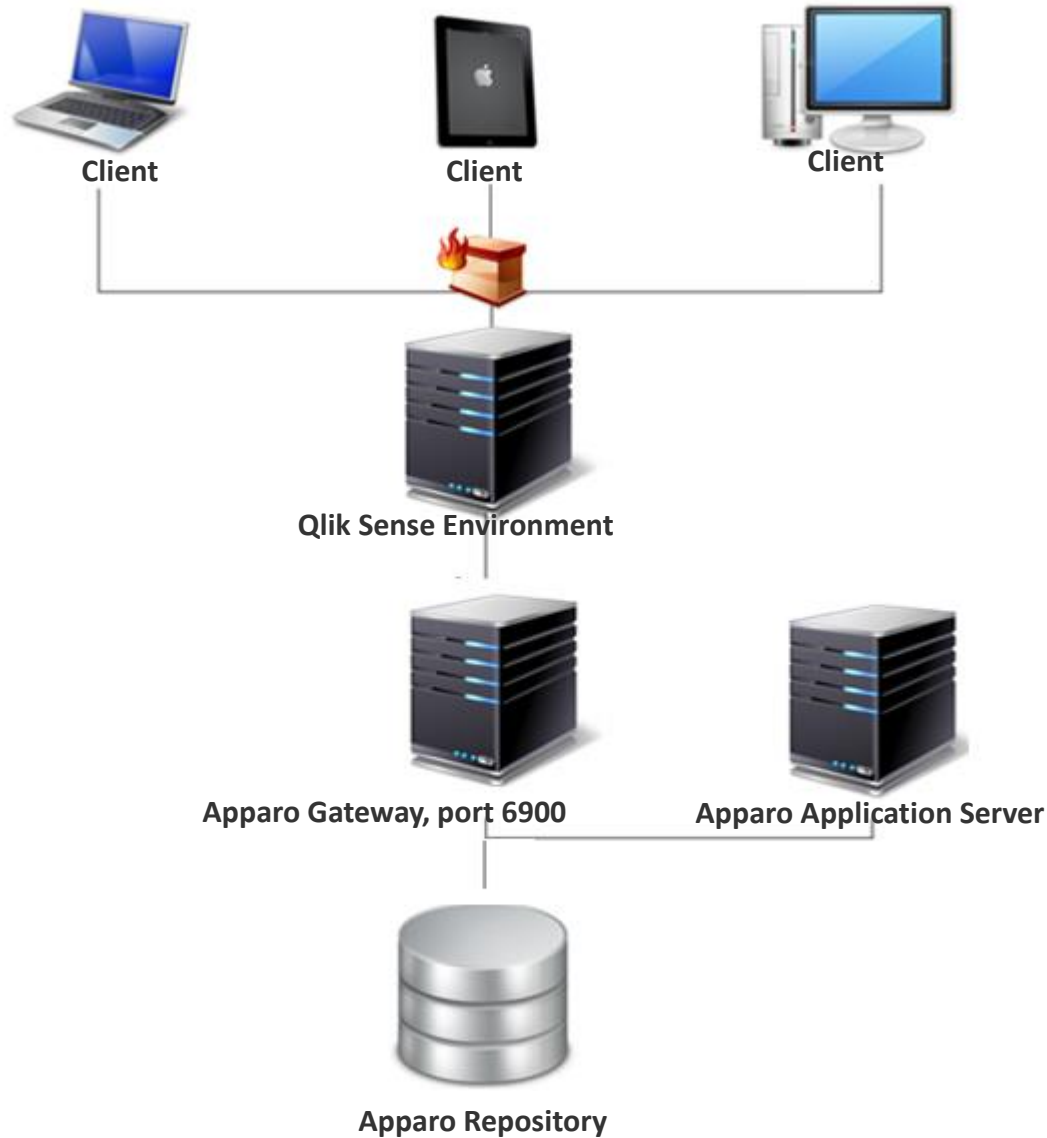 Client
Client
Client
Qlik Sense Environment
Apparo Gateway, port 6900
Apparo Application Server
Apparo Repository